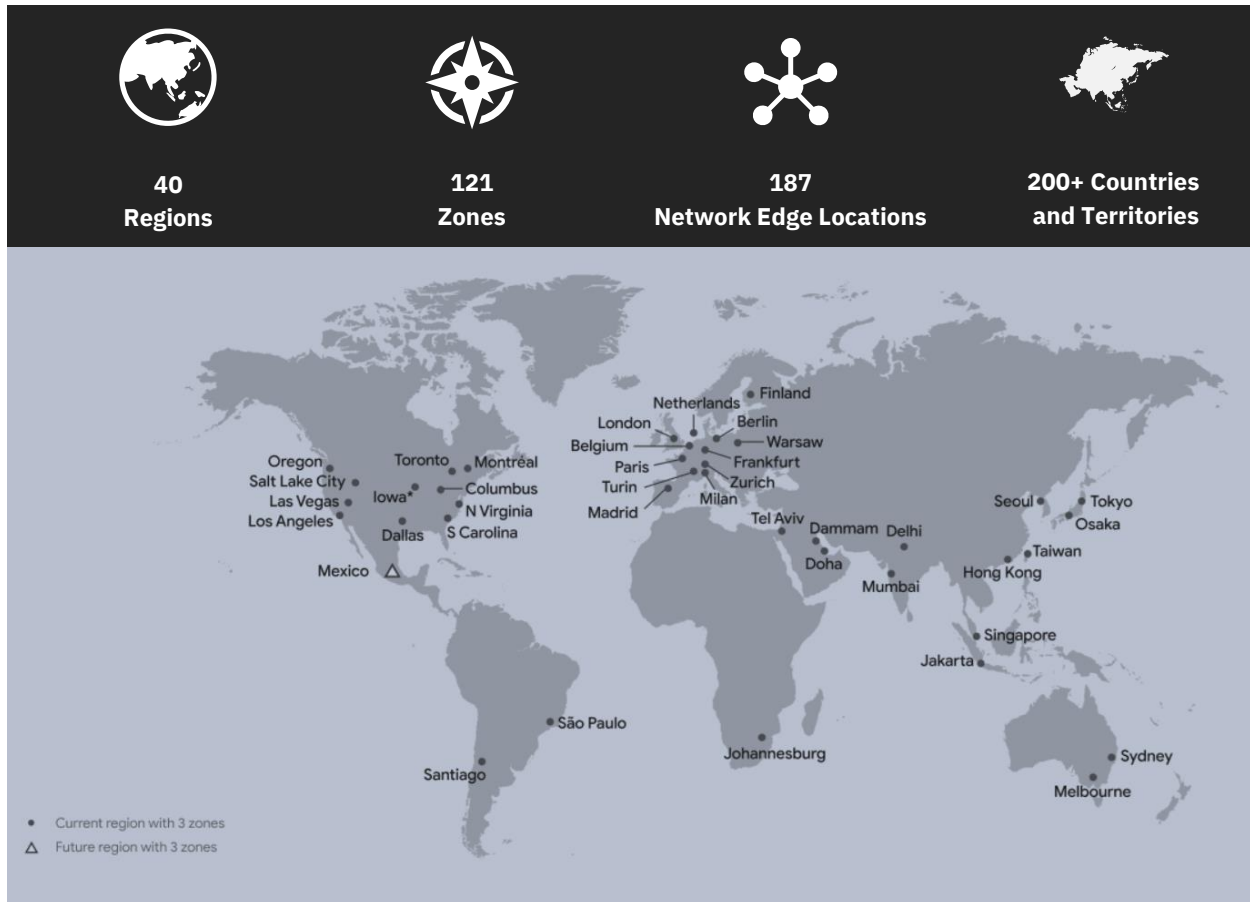 40
Regions
121
Zones
187
Network Edge Locations
200+ Countries
and Territories
Finland
Netherlands
London
Berlin
Belgium
Warsaw
Paris
Frankfurt
Turin
Zurich
Milan
Madrid
Oregon
Toronto
Montréal
Salt Lake City
Iowa*
Columbus
Las Vegas
N Virginia
Los Angeles
Dallas
S Carolina
Mexico
Tel Aviv
Dammam
Delhi
Doha
Mumbai
Seoul
Tokyo
Osaka
Taiwan
Hong Kong
Singapore
Jakarta
São Paulo
Santiago
Johannesburg
Sydney
Melbourne
Current region with 3 zones
Future region with 3 zones